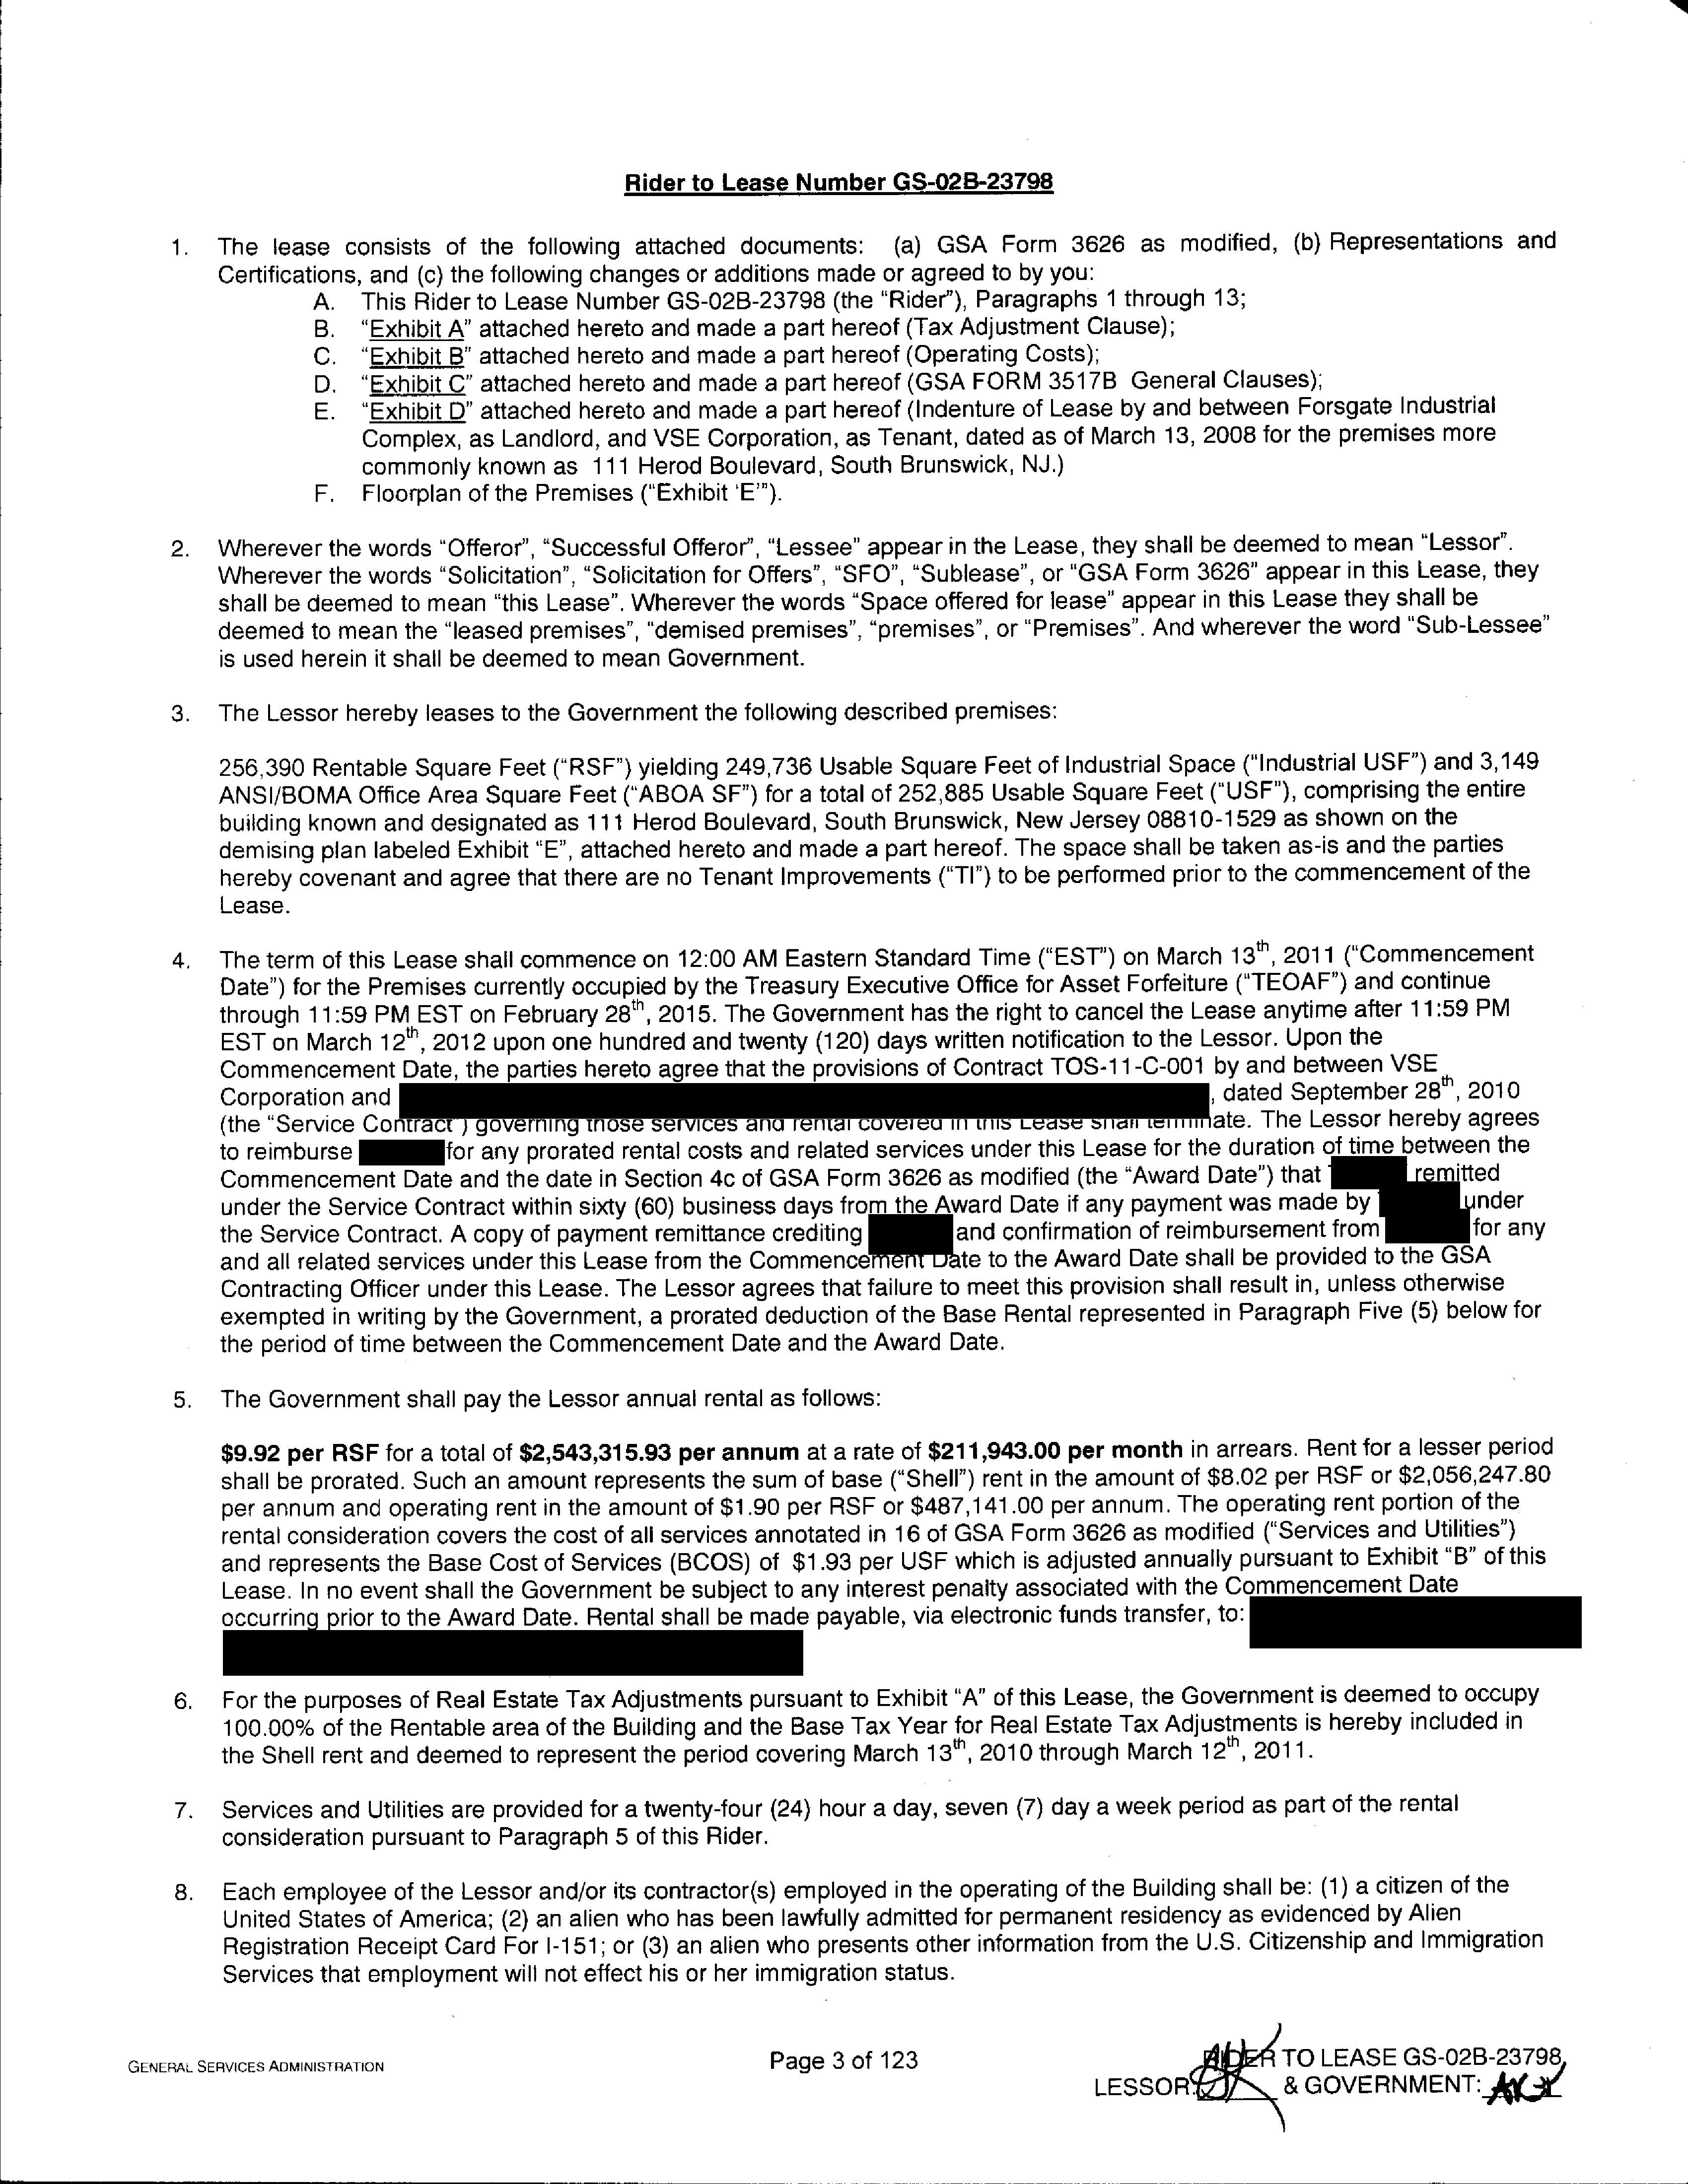 Rider to Lease Number GS-02B-23798
1. The lease consists of the following attached documents: (a) GSA Form 3626 as modified, (b) Representations and
Certifications, and (c) the following changes or additions made or agreed to by you:
A. This Rider to Lease Number GS-02B-23798 (the “Rider”), Paragraphs 1 through 13;
B. “Exhibit A” attached hereto and made a part hereof (Tax Adjustment Clause);
C. “Exhibit B” attached hereto and made a part hereof (Operating Costs);
D. “Exhibit C” attached hereto and made a part hereof (GSA FORM 3517B General Clauses);
E. “Exhibit D” attached hereto and made a part hereof (Indenture of Lease by and between Forsgate Industrial
Complex, as Landlord, and VSE Corporation, as Tenant, dated as of March 13, 2008 for the premises more
commonly known as 111 Herod Boulevard, South Brunswick, NJ.)
F. Floorplan of the Premises (“Exhibit ‘E’”).
2. Wherever the words “Offeror”, “Successful Offeror”, “Lessee” appear in the Lease, they shall be deemed to mean “Lessor”.
Wherever the words “Solicitation”, “Solicitation for Offers”, “SFO”, “Sublease”, or “GSA Form 3626” appear in this Lease, they
shall be deemed to mean “this Lease”. Wherever the words “Space offered for lease” appear in this Lease they shall be
deemed to mean the “leased premises”, “demised premises”, “premises”, or “Premises”. And wherever the word “Sub-Lessee”
is used herein it shall be deemed to mean Government.
3. The Lessor hereby leases to the Government the following described premises:
256,390 Rentable Square Feet (“RSF”) yielding 249,736 Usable Square Feet of Industrial Space (“Industrial USF”) and 3,149
ANSI/BOMA Office Area Square Feet (“ABOA SF”) for a total of 252,885 Usable Square Feet (“USF”), comprising the entire
building known and designated as 111 Herod Boulevard, South Brunswick, New Jersey 08810-1529 as shown on the
demising plan labeled Exhibit “E”, attached hereto and made a part hereof. The space shall be taken as-is and the parties
hereby covenant and agree that there are no Tenant Improvements (“TI”) to be performed prior to the commencement of the
Lease.
4. The term of this Lease shall commence on 12:00 AM Eastern Standard Time (“EST”) on March 13th, 2011 (“Commencement
Date”) for the Premises currently occupied by the Treasury Executive Office for Asset Forfeiture (“TEOAF”) and continue
through 11:59 PM EST on February 28th, 2015. The Government has the right to cancel the Lease anytime after 11:59 PM
EST on March 12th, 2012 upon one hundred and twenty (120) days written notification to the Lessor. Upon the
Commencement Date, the parties hereto agree that the provisions of Contract TOS-11-C-001 by and between VSE
Corporation and , dated September 28th, 2010
(the “Service Contract”) governing those services and rental covered in this Lease shall terminate. The Lessor hereby agrees
to reimburse for any prorated rental costs and related services under this Lease for the duration of time between the
Commencement Date and the date in Section 4c of GSA Form 3626 as modified (the “Award Date”) that remitted
under the Service Contract within sixty (60) business days from the Award Date if any payment was made by under
the Service Contract. A copy of payment remittance crediting and confirmation of reimbursement from for any
and all related services under this Lease from the Commencement Date to the Award Date shall be provided to the GSA
Contracting Officer under this Lease. The Lessor agrees that failure to meet this provision shall result in, unless otherwise
exempted in writing by the Government, a prorated deduction of the Base Rental represented in Paragraph Five (5) below for
the period of time between the Commencement Date and the Award Date.
5. The Government shall pay the Lessor annual rental as follows:
$9.92 per RSF for a total of $2,543,315.93 per annum at a rate of $211,943.00 per month in arrears. Rent for a lesser period
shall be prorated. Such an amount represents the sum of base (“Shell”) rent in the amount of $8.02 per RSF or $2,056,247.80
per annum and operating rent in the amount of $1.90 per RSF or $487,141.00 per annum. The operating rent portion of the
rental consideration covers the cost of all services annotated in 16 of GSA Form 3626 as modified (“Services and Utilities”)
and represents the Base Cost of Services (BCOS) of $1.93 per USF which is adjusted annually pursuant to Exhibit “B” of this
Lease. In no event shall the Government be subject to any interest penalty associated with the Commencement Date
occurring prior to the Award Date. Rental shall be made payable, via electronic funds transfer, to:
6. For the purposes of Real Estate Tax Adjustments pursuant to Exhibit “A” of this Lease, the Government is deemed to occupy
100.00% of the Rentable area of the Building and the Base Tax Year for Real Estate Tax Adjustments is hereby included in
the Shell rent and deemed to represent the period covering March 13th, 2010 through March 12th, 2011.
7. Services and Utilities are provided for a twenty-four (24) hour a day, seven (7) day a week period as part of the rental
consideration pursuant to Paragraph 5 of this Rider.
8. Each employee of the Lessor and/or its contractor(s) employed in the operating of the Building shall be: (1) a citizen of the
United States of America; (2) an alien who has been lawfully admitted for permanent residency as evidenced by Alien
Registration Receipt Card For I-151; or (3) an alien who presents other information from the U.S. Citizenship and Immigration
Services that employment will not effect his or her immigration status.
GENERAL SERVICES ADMINISTRATION
Page 3 of 123
RIDER TO LEASE GS-02B-23798
LESSOR: & GOVERNMENT: